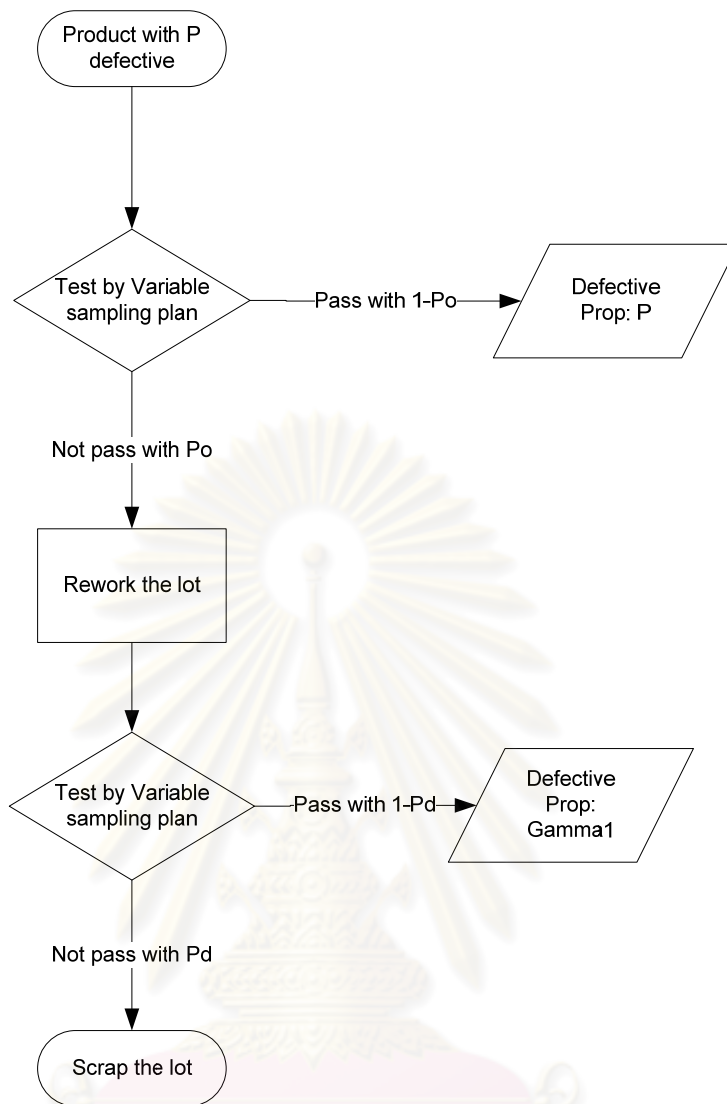 Product with P
defective
Test by Variable
sampling plan
Pass with 1-Po
Defective
Prop: P
Not pass with Po
Rework the lot
Test by Variable
sampling plan
Pass with 1-Pd
Defective
Prop:
Gamma1
Not pass with Pd
Scrap the lot